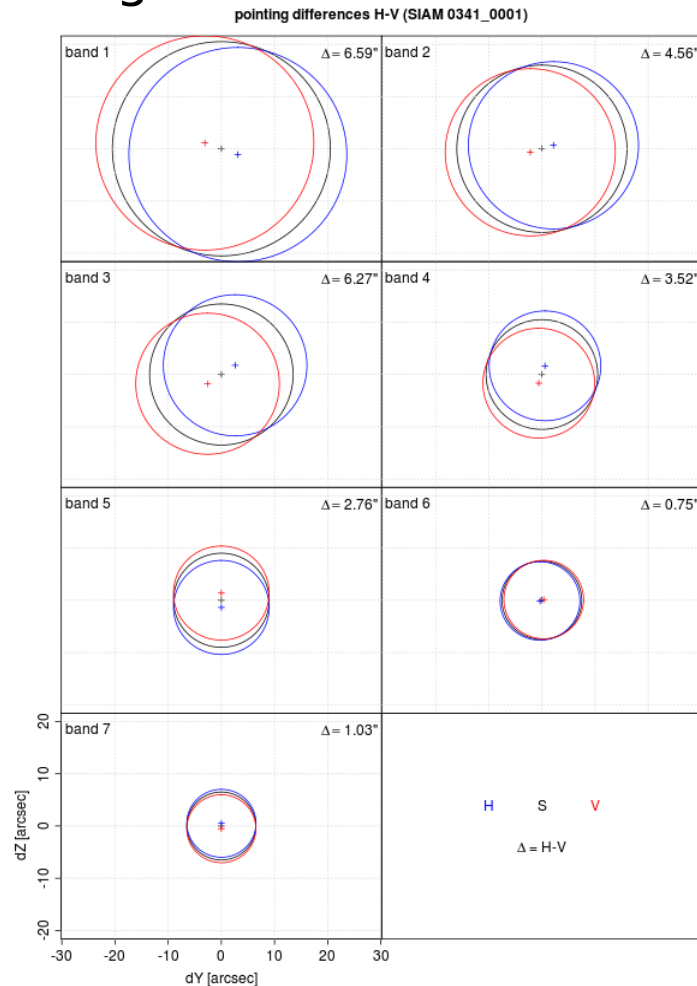 pointing differences H-V (SIAM 0341_0001)
band 1 Δ= 6.59"
band 2 Δ= 4.56"
band 3 Δ= 6.27"
band 4 Δ= 3.52"
band 5 Δ= 2.76"
band 6 Δ= 0.75"
band 7 Δ= 1.03"
20
10
0
-10
-20
dZ [arcsec]
H S V
Δ = H-V
-30 -20 -10 0 10 20 30
dY [arcsec]